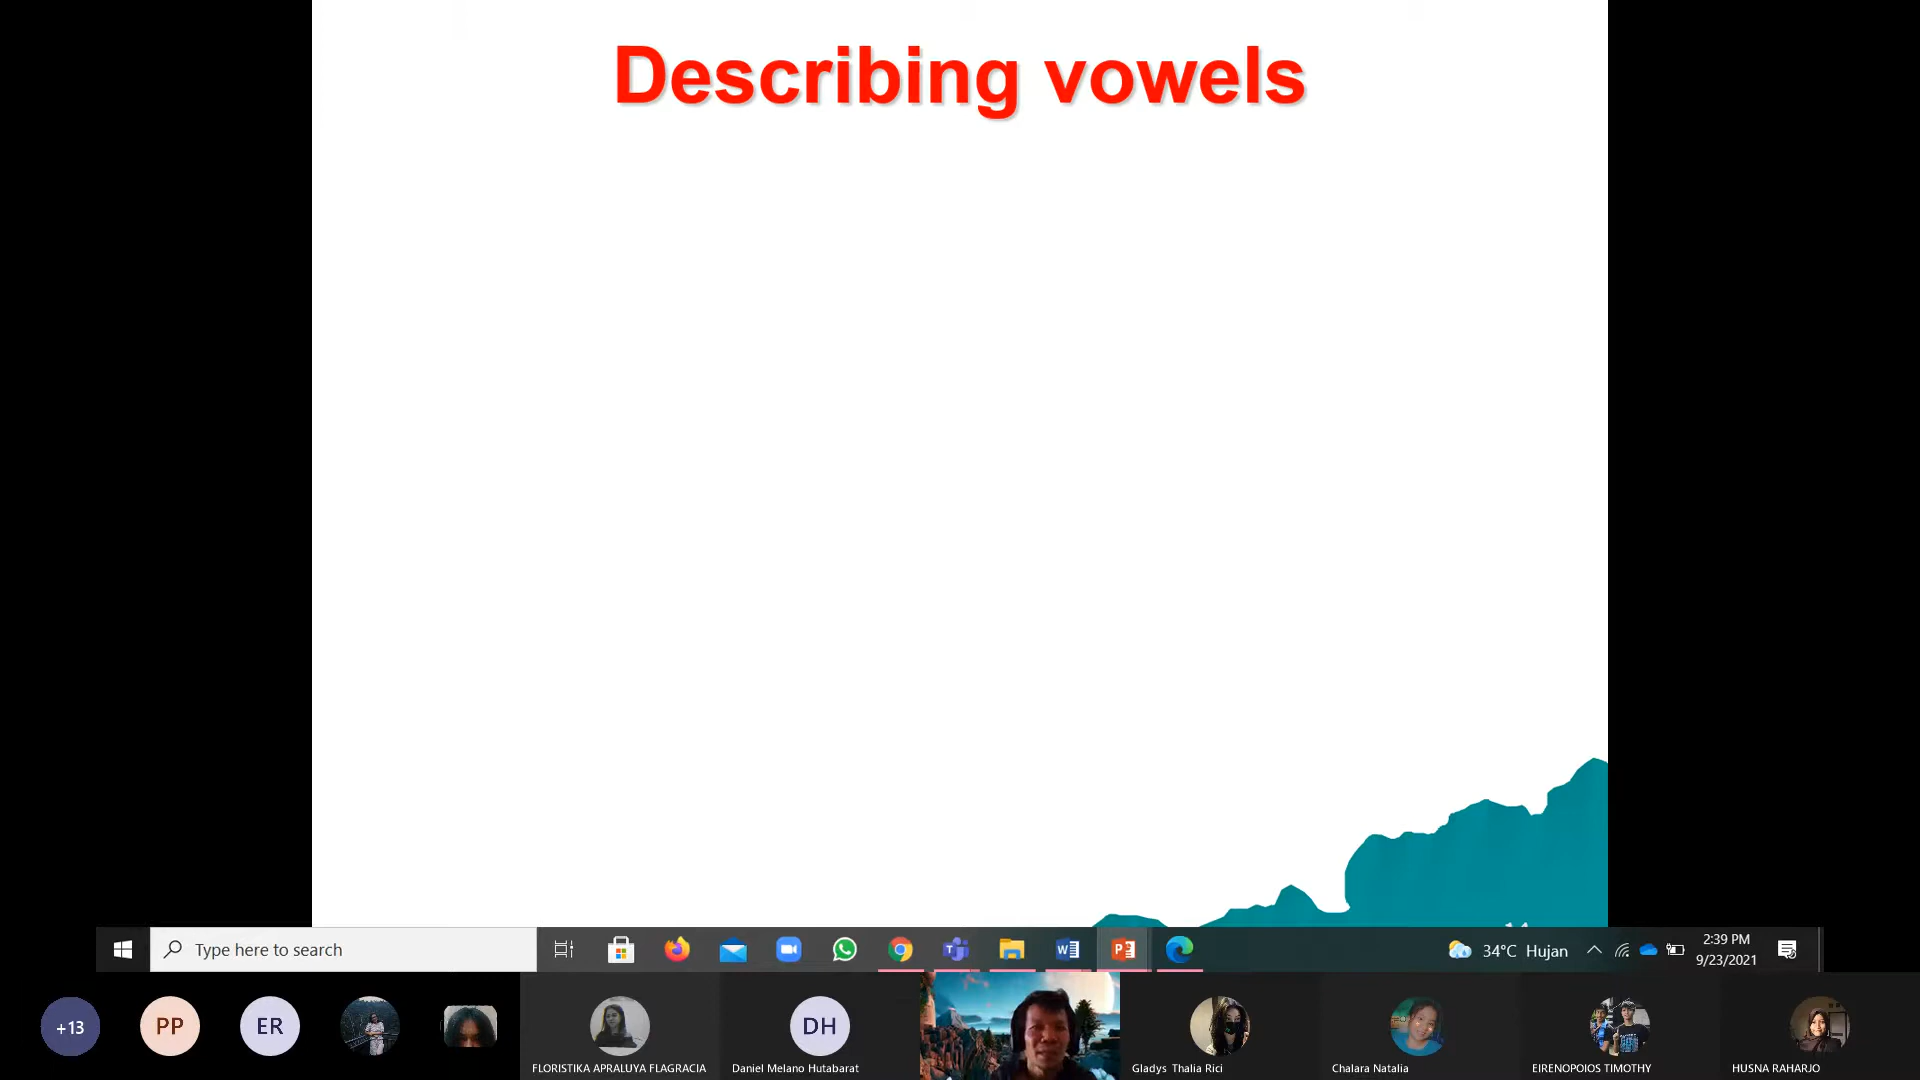 Describing vowels
Type here to search
34°C Hujan
2:39 PM
9/23/2021
+13
PP
ER
DH
FLORISTIKA APRALUYA FLAGRACIA
Daniel Melano Hutabarat
Gladys Thalia Rici
Chalara Natalia
EIRENOPOIOS TIMOTHY
HUSNA RAHARJO